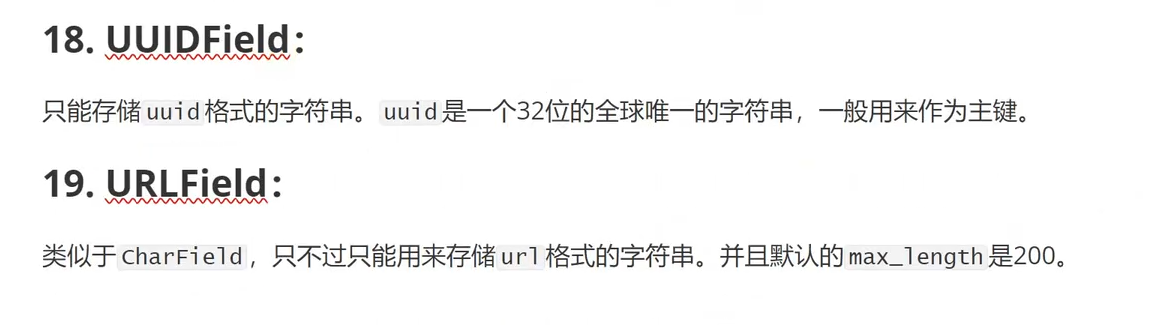 18. UUIDField：
只能存储uuid格式的字符串。uuid是一个32位的全球唯一的字符串，一般用来作为主键。
19. URLField：
类似于CharField，只不过只能用来存储url格式的字符串。并且默认的max_length是200。